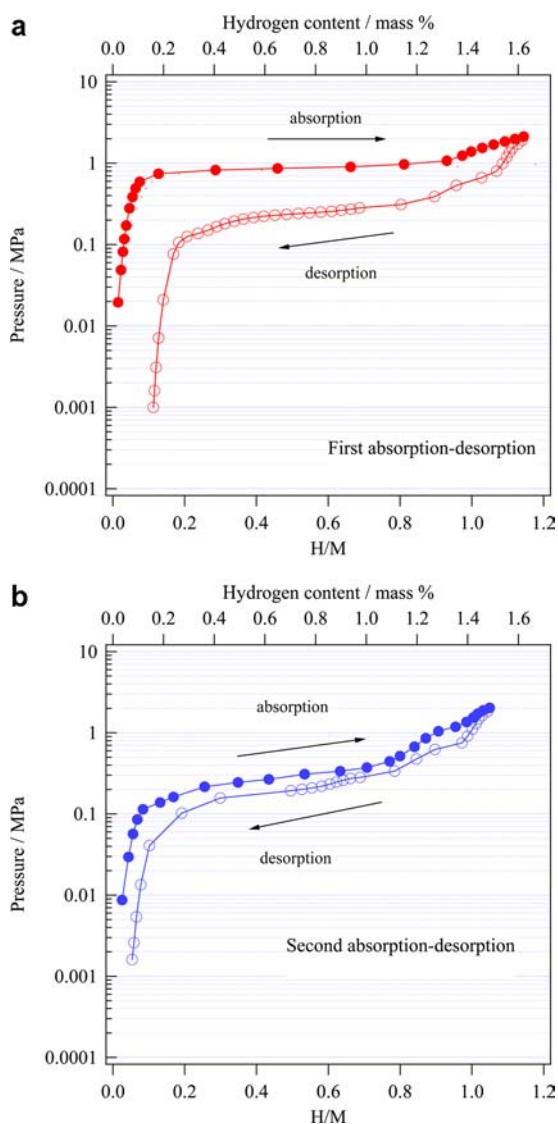 a
Hydrogen content / mass %
0.0 0.2 0.4 0.6 0.8 1.0 1.2 1.4 1.6
10
1
0.1
0.01
0.001
0.0001
Pressure / MPa
absorption
desorption
First absorption-desorption
0.0 0.2 0.4 0.6 0.8 1.0 1.2
H/M
b
Hydrogen content / mass %
0.0 0.2 0.4 0.6 0.8 1.0 1.2 1.4 1.6
10
1
0.1
0.01
0.001
0.0001
Pressure / MPa
absorption
desorption
Second absorption-desorption
0.0 0.2 0.4 0.6 0.8 1.0 1.2
H/M